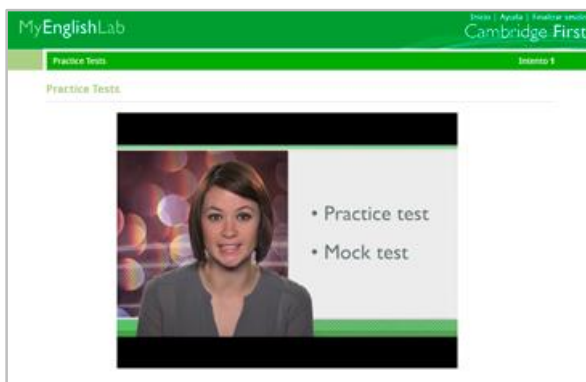 MyEnglishLab
Inicio | Ayuda | Finalizar sesión
Cambridge First
Practice Tests
Intento 1
Practice Tests
• Practice test
• Mock test